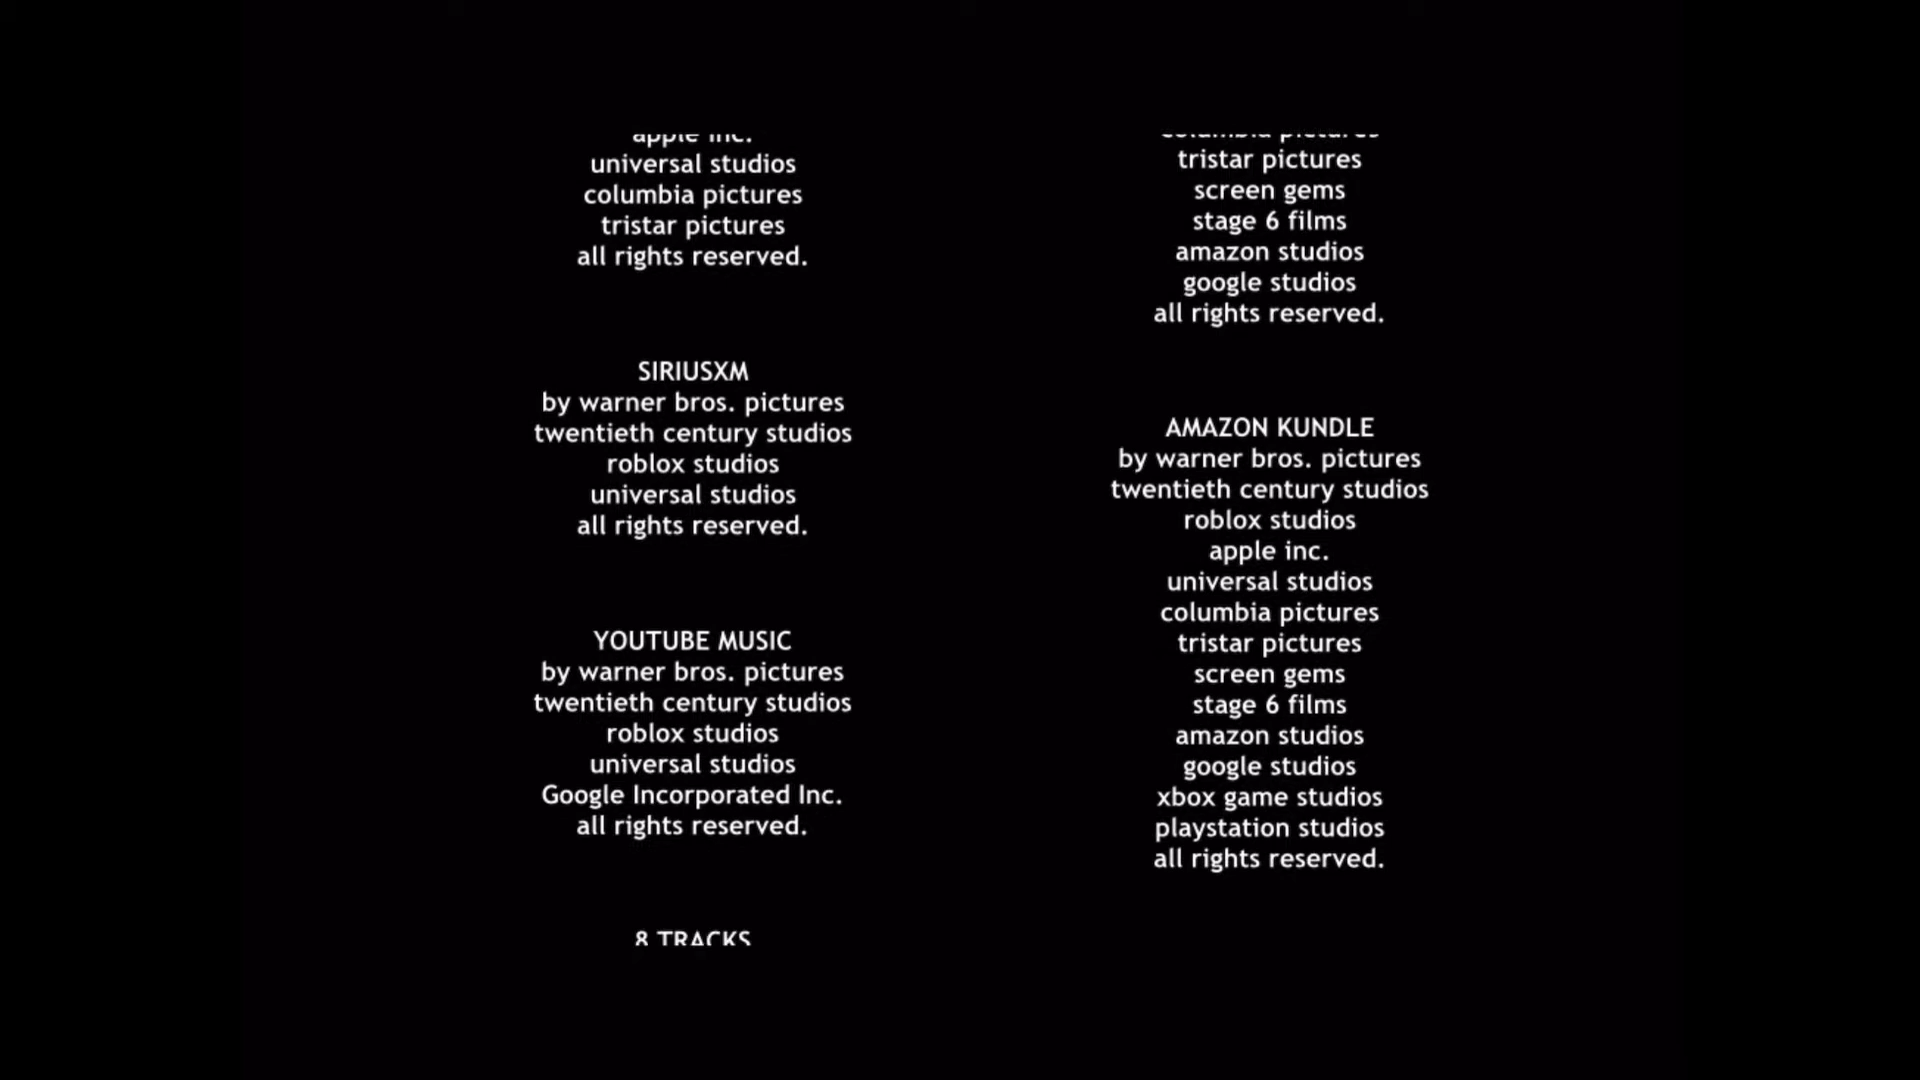 apple inc.
universal studios
columbia pictures
tristar pictures
all rights reserved.
SIRIUSXM
by warner bros. pictures
twentieth century studios
roblox studios
universal studios
all rights reserved.
YOUTUBE MUSIC
by warner bros. pictures
twentieth century studios
roblox studios
universal studios
Google Incorporated Inc.
all rights reserved.
8 TRACKS
columbia pictures
tristar pictures
screen gems
stage 6 films
amazon studios
google studios
all rights reserved.
AMAZON KUNDLE
by warner bros. pictures
twentieth century studios
roblox studios
apple inc.
universal studios
columbia pictures
tristar pictures
screen gems
stage 6 films
amazon studios
google studios
xbox game studios
playstation studios
all rights reserved.